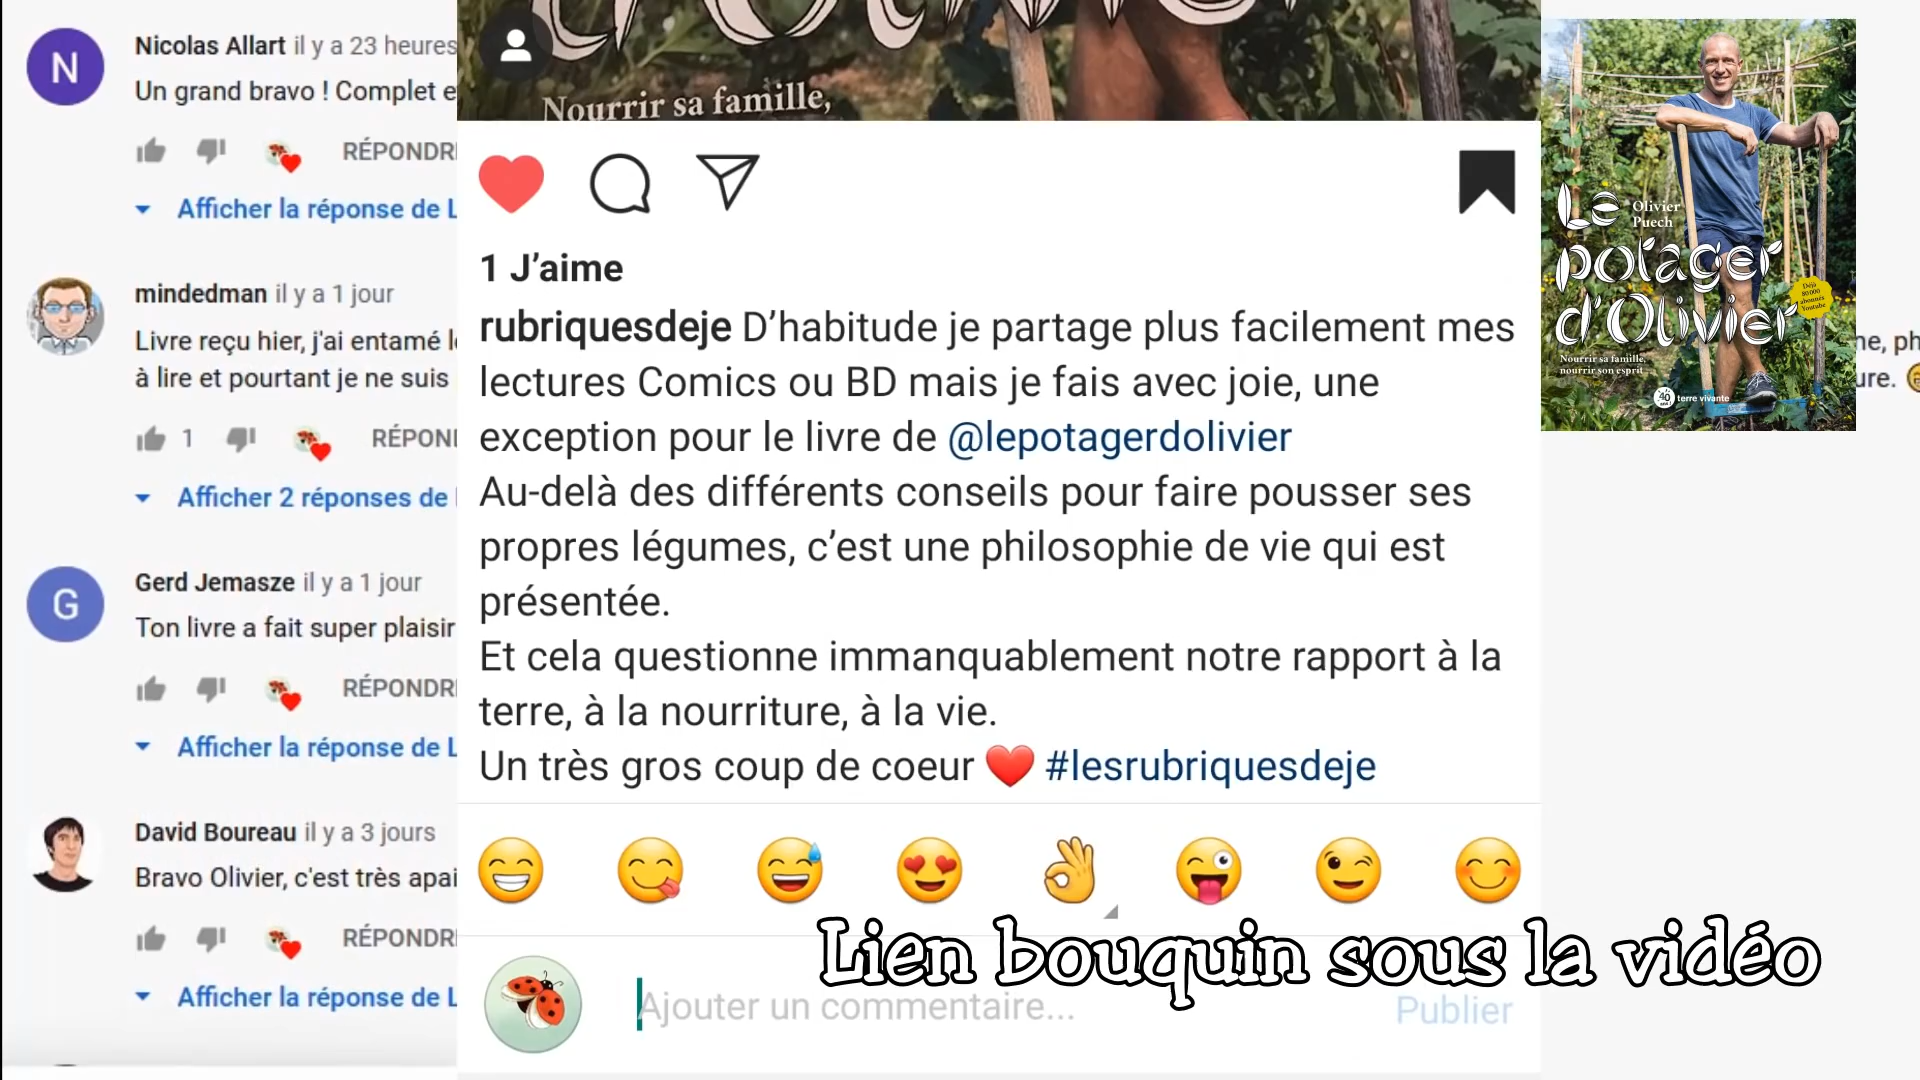 N
Nicolas Allart il y a 23 heures
Un grand bravo ! Complet e
RÉPONDR
Afficher la réponse de L
mindedman il y a 1 jour
Livre reçu hier, j'ai entamé l
à lire et pourtant je ne suis
1
RÉPON
Afficher 2 réponses de
G
Gerd Jemasze il y a 1 jour
Ton livre a fait super plaisir
RÉPONDR
Afficher la réponse de L
David Boureau il y a 3 jours
Bravo Olivier, c'est très apai
RÉPONDR
Afficher la réponse de L
d'Olivier
Nourrir sa famille,
1 J’aime
rubriquesdeje D’habitude je partage plus facilement mes
lectures Comics ou BD mais je fais avec joie, une
exception pour le livre de @lepotagerdolivier
Au-delà des différents conseils pour faire pousser ses
propres légumes, c’est une philosophie de vie qui est
présentée.
Et cela questionne immanquablement notre rapport à la
terre, à la nourriture, à la vie.
Un très gros coup de coeur ❤️ #lesrubriquesdeje
Ajouter un commentaire...
Publier
Lien bouquin sous la vidéo
Le
Olivier
Puech
potager
d'Olivier
Déjà
80 000
abonnés
Youtube
Nourrir sa famille,
nourrir son esprit
40
ans
terre vivante
ne, ph
ure.